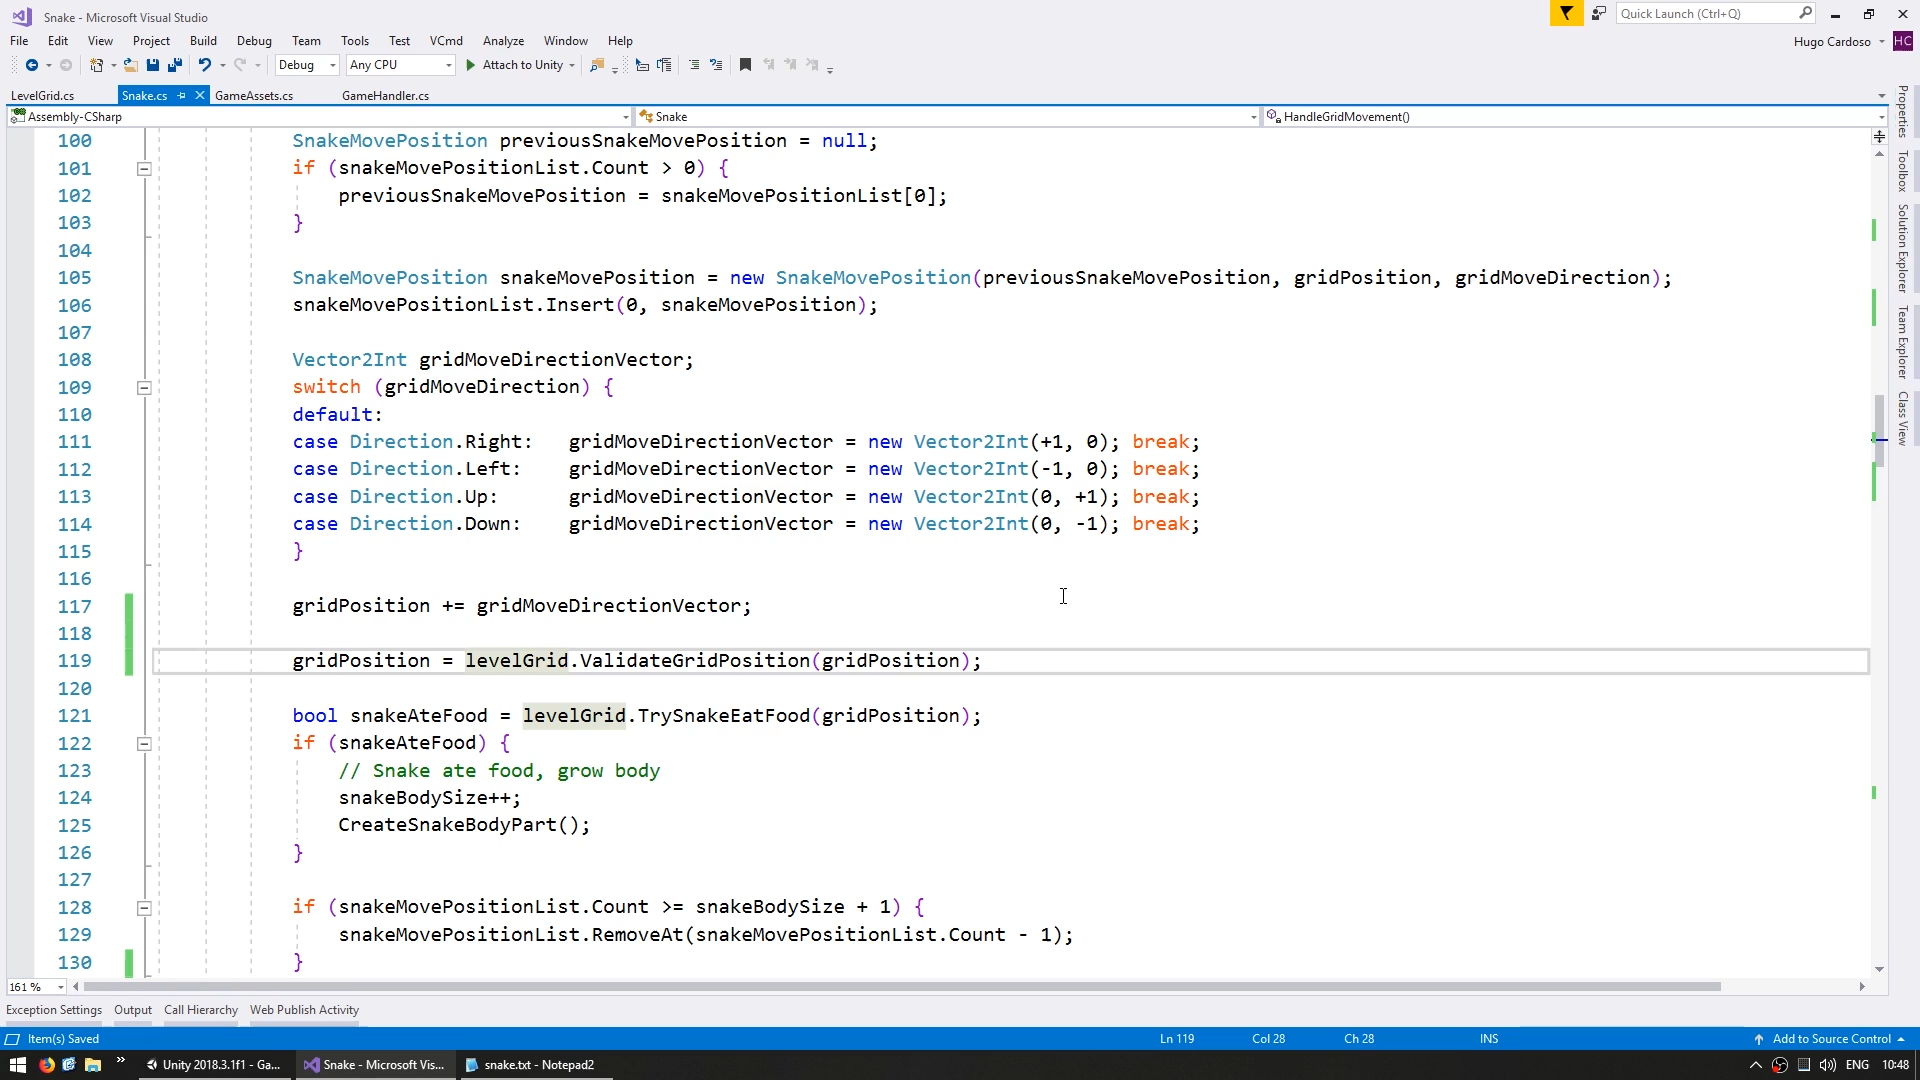 Snake - Microsoft Visual Studio
Quick Launch (Ctrl+Q)
File Edit View Project Build Debug Team Tools Test VCmd Analyze Window Help
Hugo Cardoso HC
Debug Any CPU Attach to Unity
LevelGrid.cs Snake.cs GameAssets.cs GameHandler.cs
Assembly-CSharp Snake HandleGridMovement()
100 SnakeMovePosition previousSnakeMovePosition = null;
101 if (snakeMovePositionList.Count > 0) {
102 previousSnakeMovePosition = snakeMovePositionList[0];
103 }
104
105 SnakeMovePosition snakeMovePosition = new SnakeMovePosition(previousSnakeMovePosition, gridPosition, gridMoveDirection);
106 snakeMovePositionList.Insert(0, snakeMovePosition);
107
108 Vector2Int gridMoveDirectionVector;
109 switch (gridMoveDirection) {
110 default:
111 case Direction.Right: gridMoveDirectionVector = new Vector2Int(+1, 0); break;
112 case Direction.Left: gridMoveDirectionVector = new Vector2Int(-1, 0); break;
113 case Direction.Up: gridMoveDirectionVector = new Vector2Int(0, +1); break;
114 case Direction.Down: gridMoveDirectionVector = new Vector2Int(0, -1); break;
115 }
116
117 gridPosition += gridMoveDirectionVector;
118
119 gridPosition = levelGrid.ValidateGridPosition(gridPosition);
120
121 bool snakeAteFood = levelGrid.TrySnakeEatFood(gridPosition);
122 if (snakeAteFood) {
123 // Snake ate food, grow body
124 snakeBodySize++;
125 CreateSnakeBodyPart();
126 }
127
128 if (snakeMovePositionList.Count >= snakeBodySize + 1) {
129 snakeMovePositionList.RemoveAt(snakeMovePositionList.Count - 1);
130 }
Properties
Toolbox
Solution Explorer
Team Explorer
Class View
161 %
Exception Settings Output Call Hierarchy Web Publish Activity
Item(s) Saved Ln 119 Col 28 Ch 28 INS Add to Source Control
Unity 2018.3.1f1 - Ga... Snake - Microsoft Vis... snake.txt - Notepad2 ENG 10:48